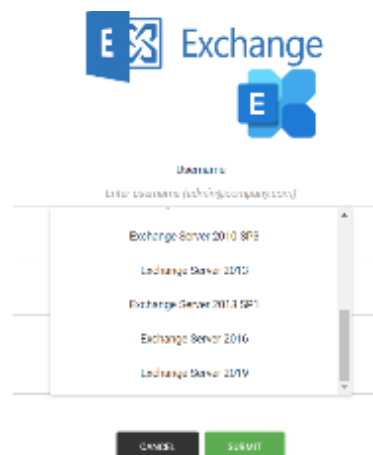 E Exchange
E
Username
Enter username (admin@company.com)
Exchange Server 2010 SP3
Exchange Server 2013
Exchange Server 2013 SP1
Exchange Server 2016
Exchange Server 2019
CANCEL SUBMIT